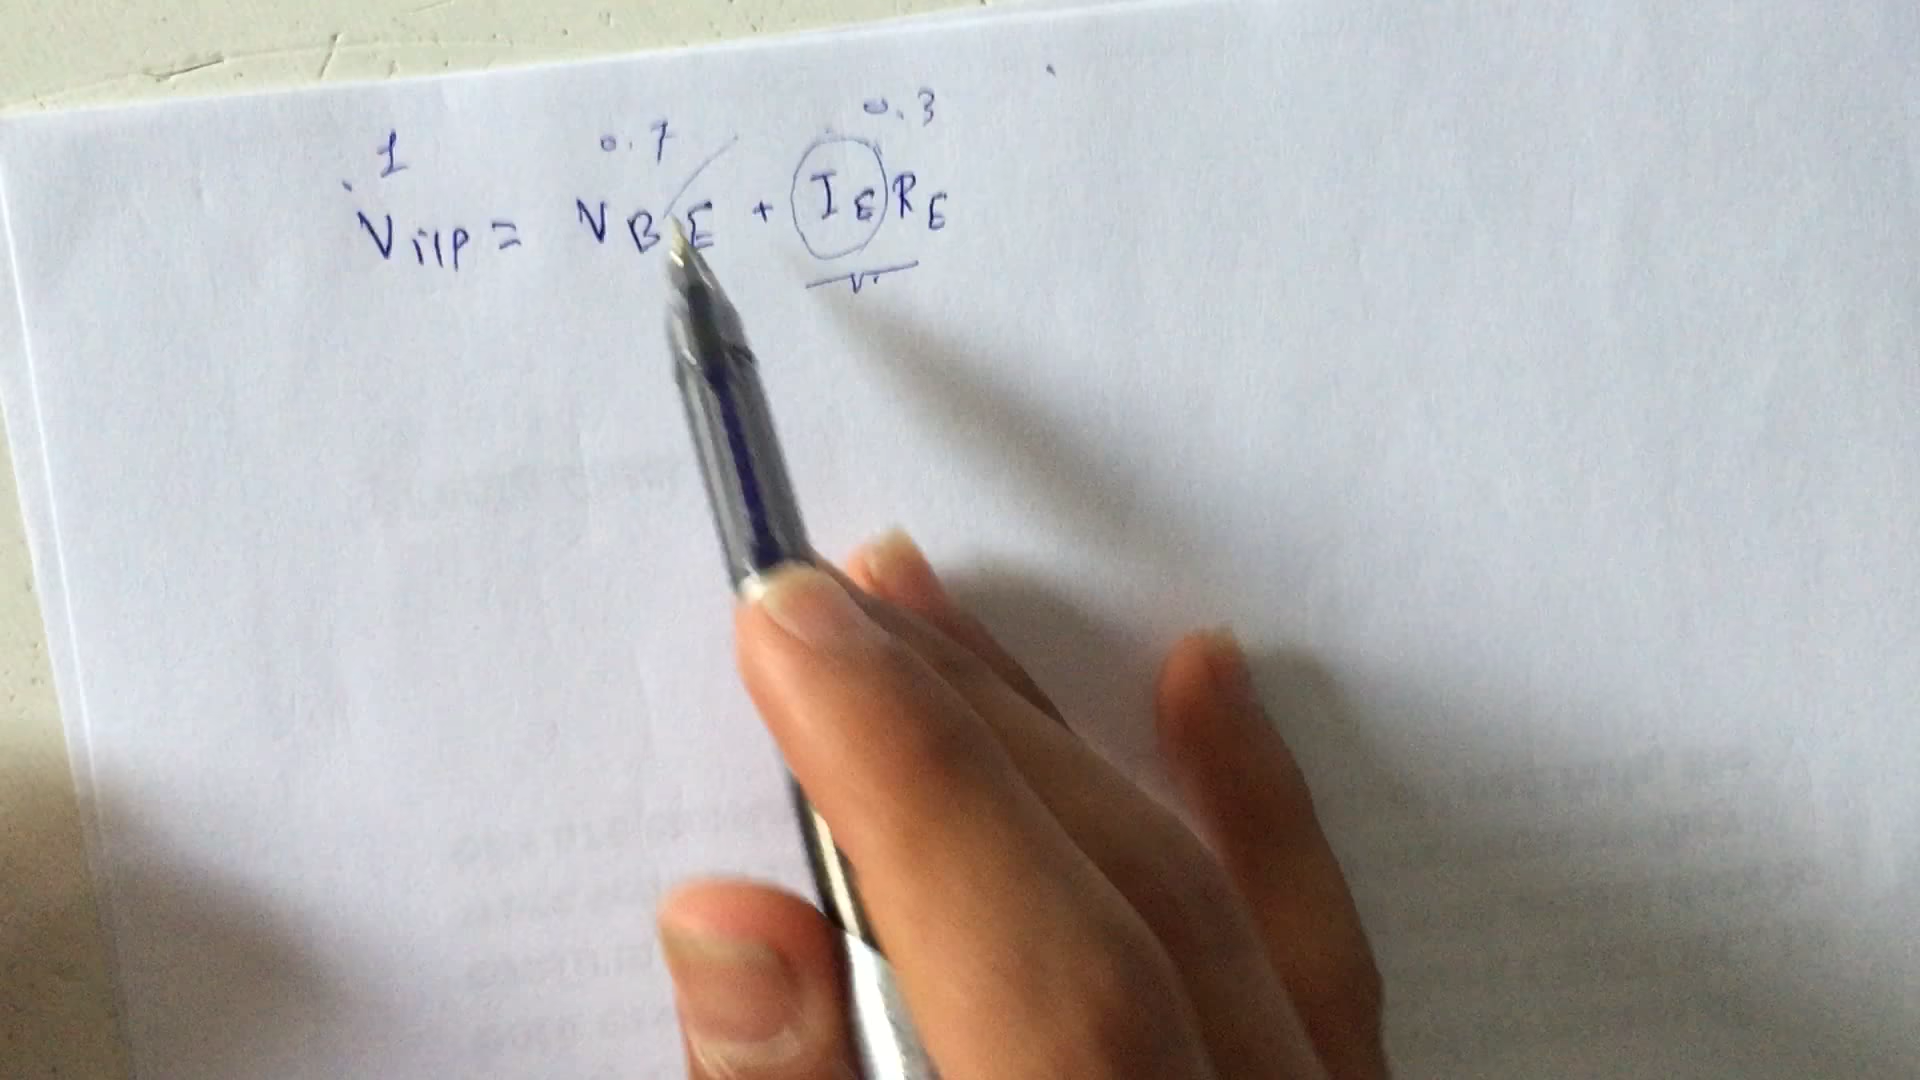 1 0.7 0.3
Vi/p = VBE + IERE